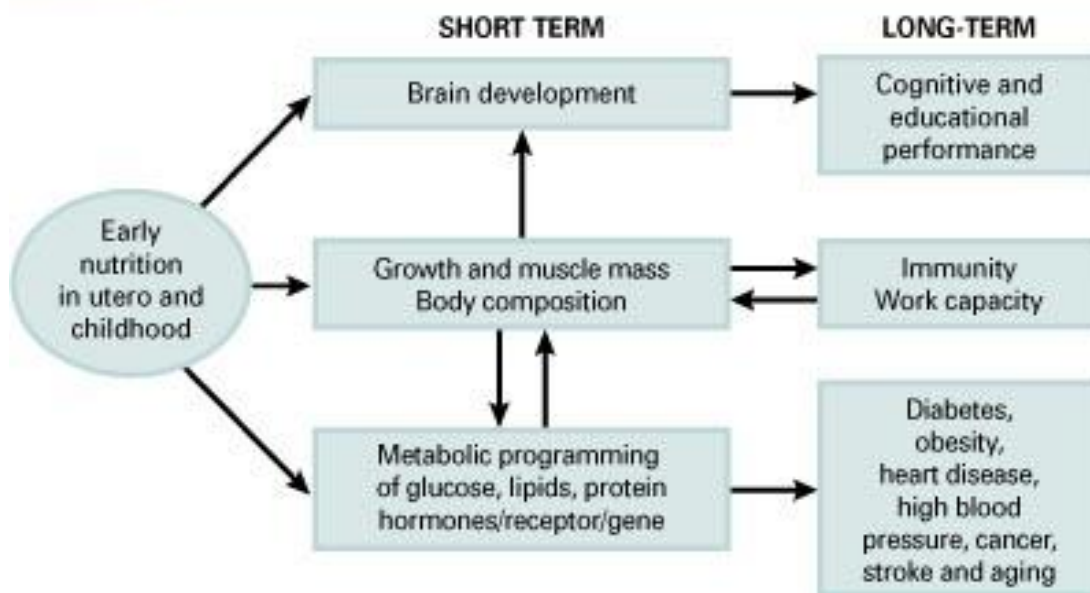 SHORT TERM
LONG-TERM
Brain development
Cognitive and
educational
performance
Early
nutrition
in utero and
childhood
Growth and muscle mass
Body composition
Immunity
Work capacity
Metabolic programming
of glucose, lipids, protein
hormones/receptor/gene
Diabetes,
obesity,
heart disease,
high blood
pressure, cancer,
stroke and aging